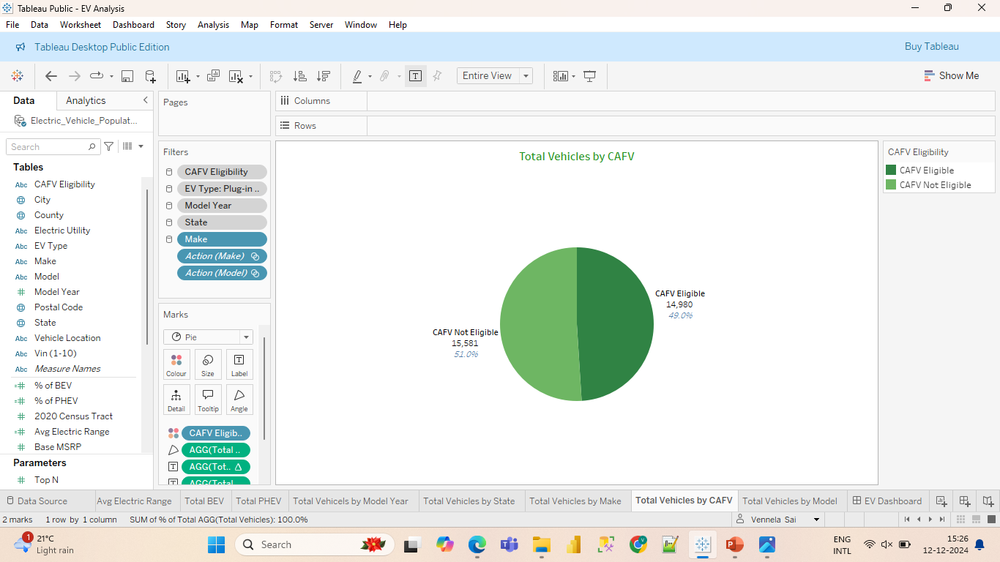 Tableau Public - EV Analysis
File Data Worksheet Dashboard Story Analysis Map Format Server Window Help
Tableau Desktop Public Edition
Buy Tableau
Entire View
Show Me
Data Analytics
Electric_Vehicle_Populat...
Search
Tables
Abc CAFV Eligibility
City
County
Abc Electric Utility
Abc EV Type
Abc Make
Abc Model
# Model Year
Postal Code
State
Abc Vehicle Location
Abc Vin (1-10)
Abc Measure Names
=# % of BEV
=# % of PHEV
# 2020 Census Tract
=# Avg Electric Range
# Base MSRP
Parameters
# Top N
Pages
Filters
CAFV Eligibility
EV Type: Plug-in ..
Model Year
State
Make
Action (Make)
Action (Model)
Marks
Pie
Colour Size Label
Detail Tooltip Angle
CAFV Eligib..
AGG(Total ..
AGG(Tot.. Δ
AGG(Total
Columns
Rows
Total Vehicles by CAFV
CAFV Eligible
14,980
49.0%
CAFV Not Eligible
15,581
51.0%
CAFV Eligibility
CAFV Eligible
CAFV Not Eligible
Data Source Avg Electric Range Total BEV Total PHEV Total Vehicels by Model Year Total Vehicles by State Total Vehicles by Make Total Vehicles by CAFV Total Vehicles by Model EV Dashboard
2 marks 1 row by 1 column SUM of % of Total AGG(Total Vehicles): 100.0%
Vennela Sai
1
21°C
Light rain
Search
ENG
INTL
15:26
12-12-2024